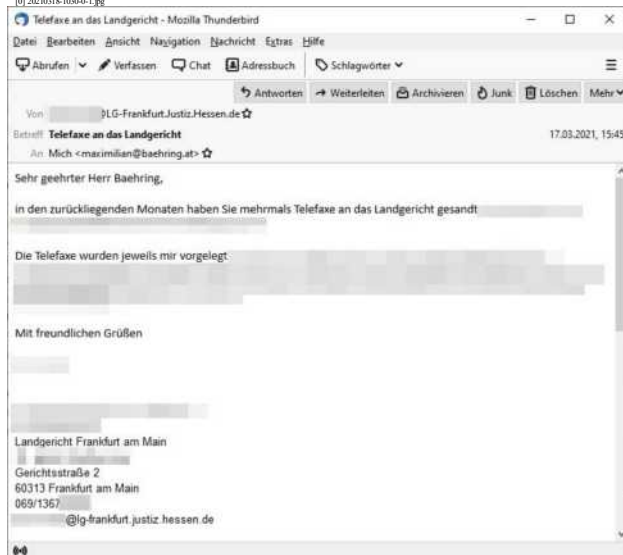 [0] 20210318-1030-0-1.jpg
Telefaxe an das Landgericht - Mozilla Thunderbird
Datei Bearbeiten Ansicht Navigation Nachricht Extras Hilfe
Abrufen Verfassen Chat Adressbuch Schlagwörter
Antworten Weiterleiten Archivieren Junk Löschen Mehr
Von LG-Frankfurt.Justiz.Hessen.de
Betreff Telefaxe an das Landgericht 17.03.2021, 15:45
An Mich <maximilian@baehring.at>
Sehr geehrter Herr Baehring,
in den zurückliegenden Monaten haben Sie mehrmals Telefaxe an das Landgericht gesandt
Die Telefaxe wurden jeweils mir vorgelegt
Mit freundlichen Grüßen
Landgericht Frankfurt am Main
Gerichtsstraße 2
60313 Frankfurt am Main
069/1367
@lg-frankfurt.justiz.hessen.de